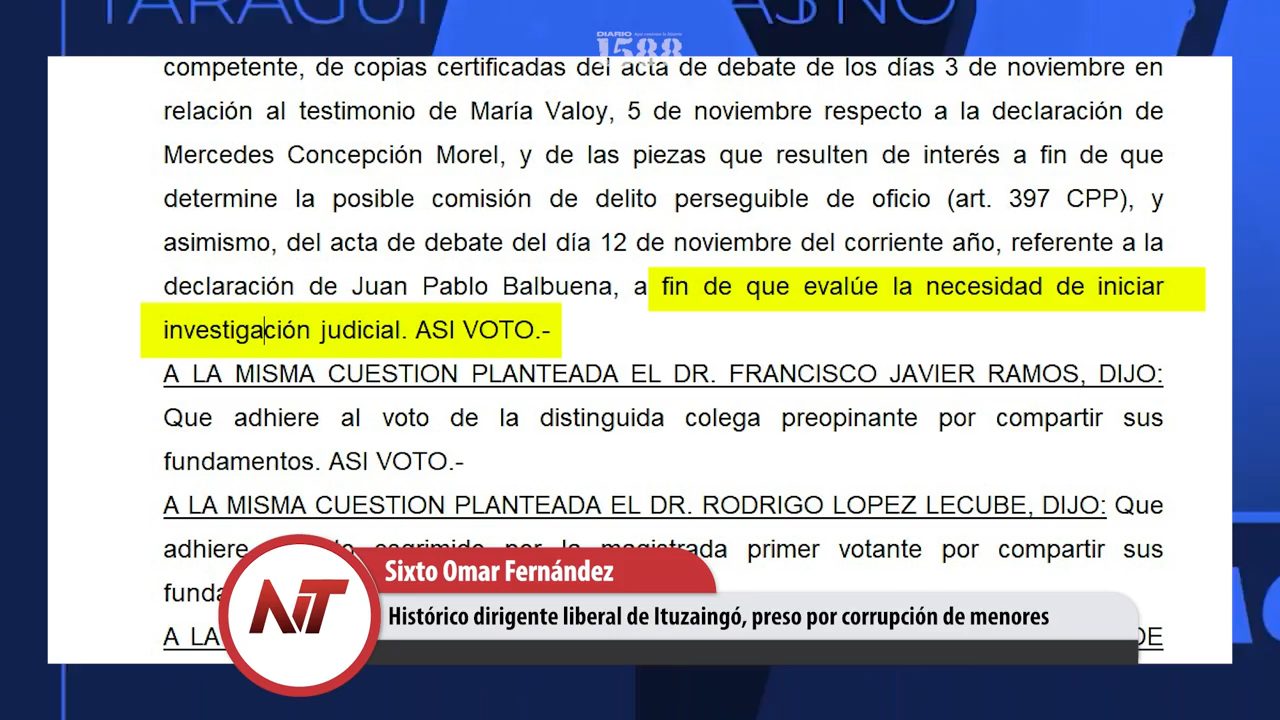 DIARIO
1588
competente, de copias certificadas del acta de debate de los días 3 de noviembre en
relación al testimonio de María Valoy, 5 de noviembre respecto a la declaración de
Mercedes Concepción Morel, y de las piezas que resulten de interés a fin de que
determine la posible comisión de delito perseguible de oficio (art. 397 CPP), y
asimismo, del acta de debate del día 12 de noviembre del corriente año, referente a la
declaración de Juan Pablo Balbuena, a fin de que evalúe la necesidad de iniciar
investigación judicial. ASI VOTO.-
A LA MISMA CUESTION PLANTEADA EL DR. FRANCISCO JAVIER RAMOS, DIJO:
Que adhiere al voto de la distinguida colega preopinante por compartir sus
fundamentos. ASI VOTO.-
A LA MISMA CUESTION PLANTEADA EL DR. RODRIGO LOPEZ LECUBE, DIJO: Que
adhiere por la magistrada primer votante por compartir sus
A LA DE
NT
Sixto Omar Fernández
Histórico dirigente liberal de Ituzaingó, preso por corrupción de menores